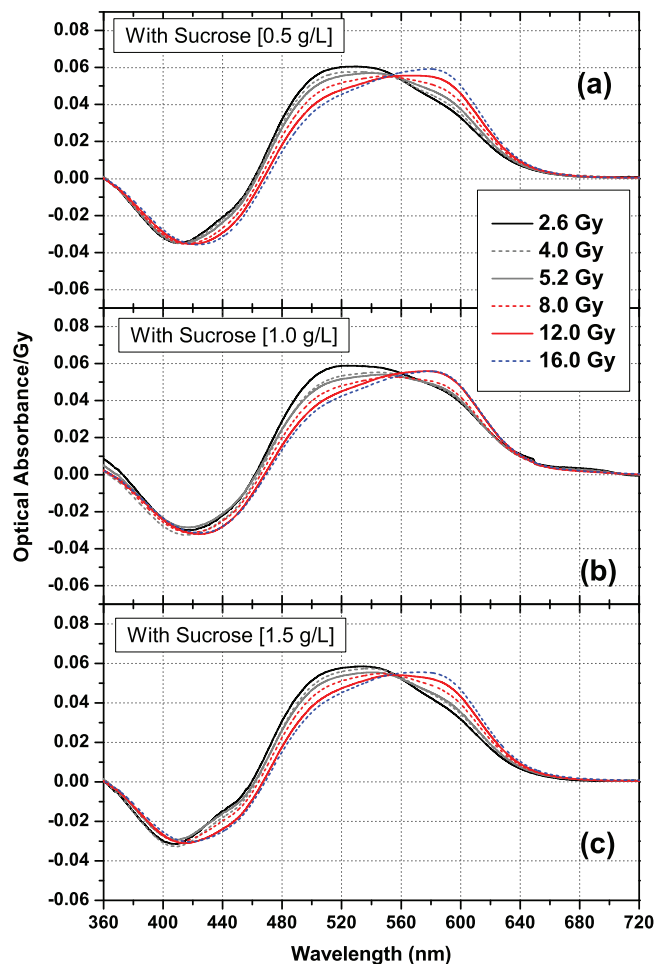 With Sucrose [0.5 g/L]
(a)
0.08
0.06
0.04
0.02
0.00
-0.02
-0.04
-0.06
2.6 Gy
4.0 Gy
5.2 Gy
8.0 Gy
12.0 Gy
16.0 Gy
With Sucrose [1.0 g/L]
(b)
0.08
0.06
0.04
0.02
0.00
-0.02
-0.04
-0.06
Optical Absorbance/Gy
With Sucrose [1.5 g/L]
(c)
0.08
0.06
0.04
0.02
0.00
-0.02
-0.04
-0.06
360 400 440 480 520 560 600 640 680 720
Wavelength (nm)